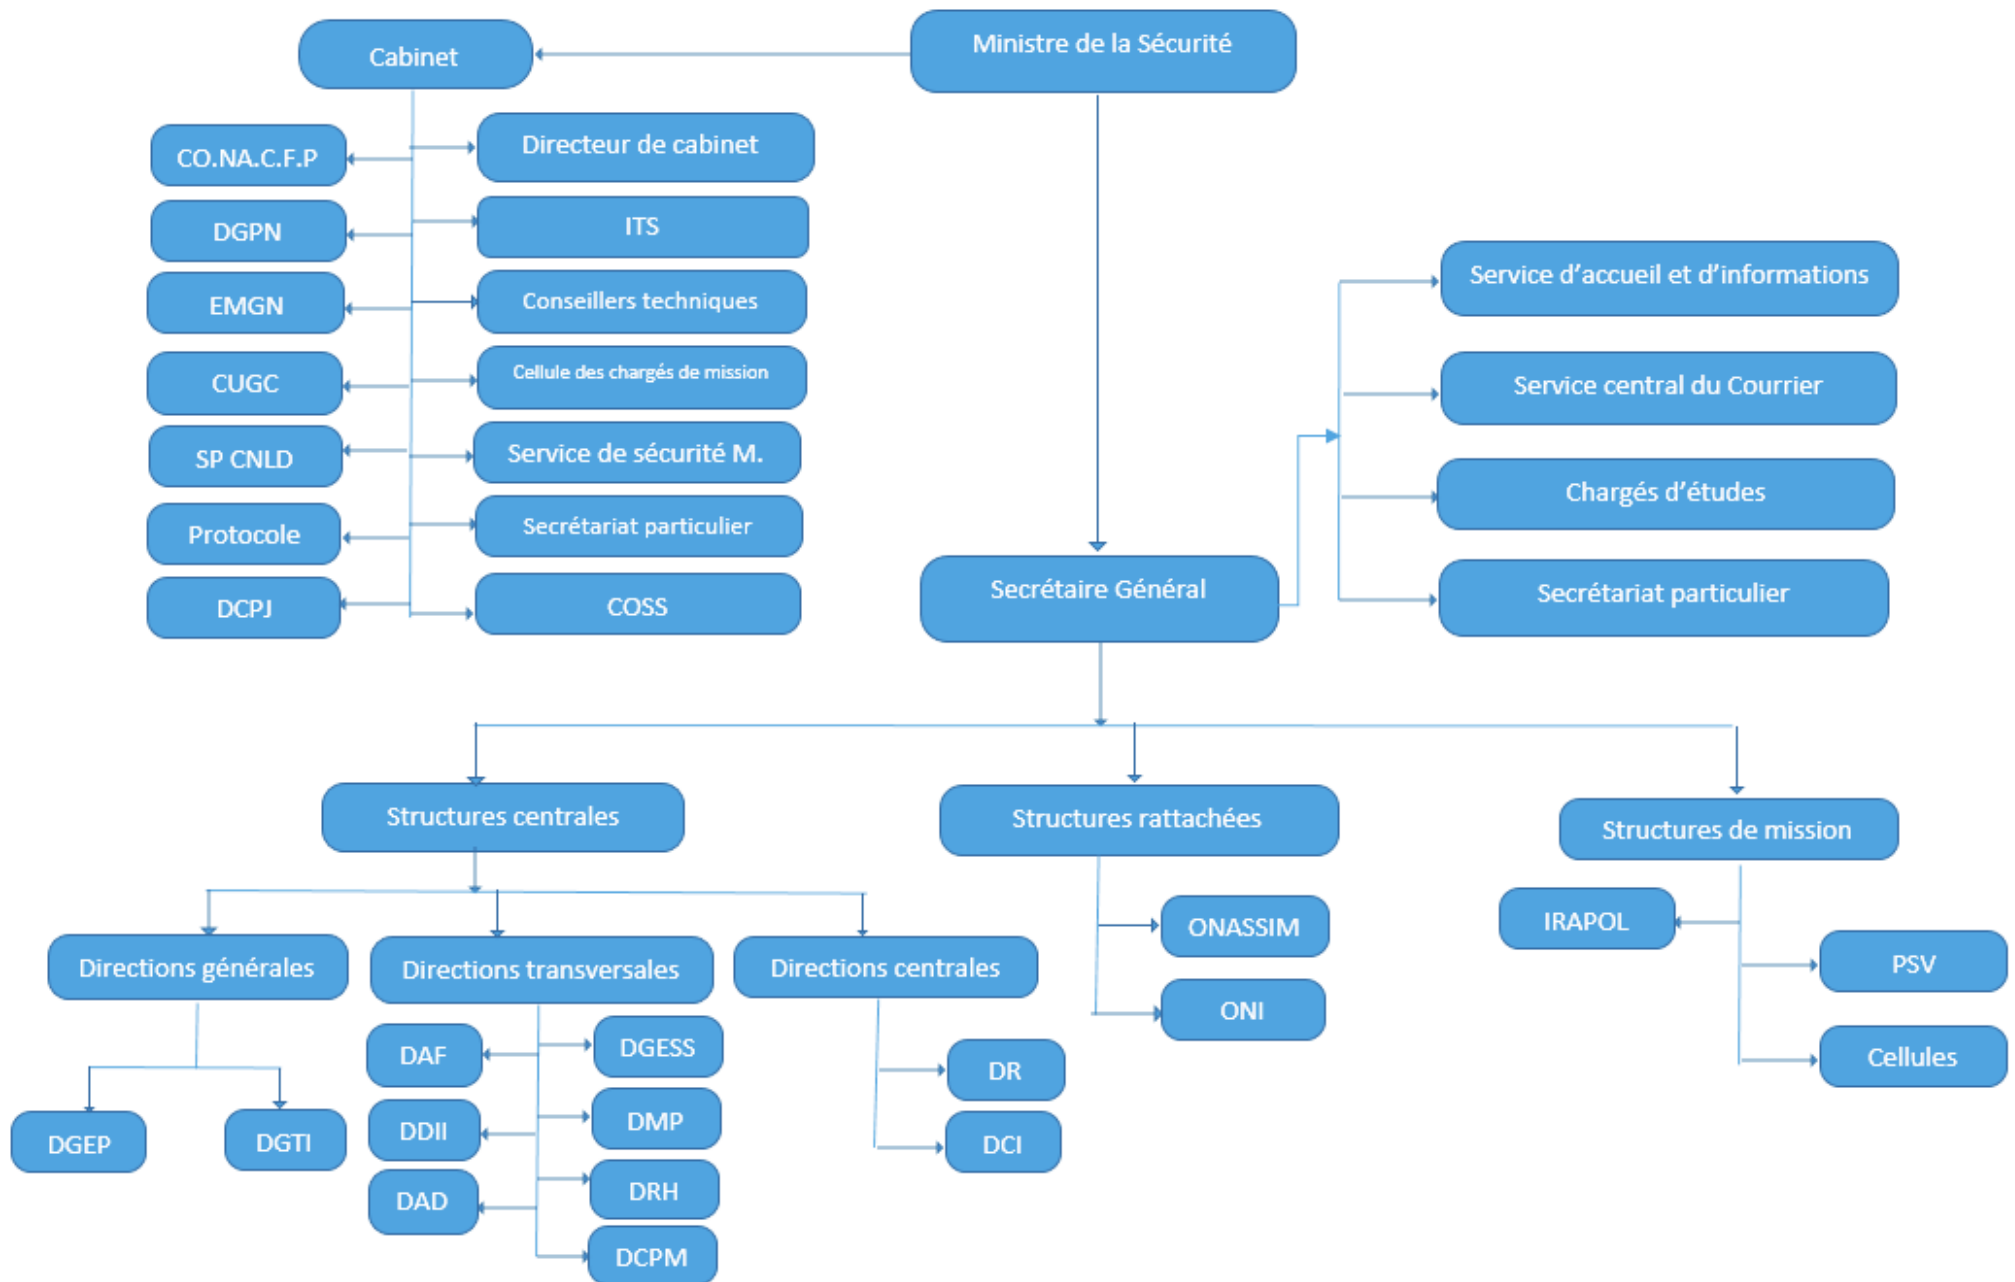 Ministre de la Sécurité
Cabinet
CO.NA.C.F.P
Directeur de cabinet
DGPN
ITS
EMGN
Conseillers techniques
CUGC
Cellule des chargés de mission
SP CNLD
Service de sécurité M.
Protocole
Secrétariat particulier
DCPJ
COSS
Service d’accueil et d’informations
Service central du Courrier
Chargés d’études
Secrétariat particulier
Secrétaire Général
Structures centrales
Structures rattachées
Structures de mission
Directions générales
Directions transversales
Directions centrales
DGEP
DGTI
DAF
DGESS
DDII
DMP
DAD
DRH
DCPM
DR
DCI
ONASSIM
ONI
IRAPOL
PSV
Cellules